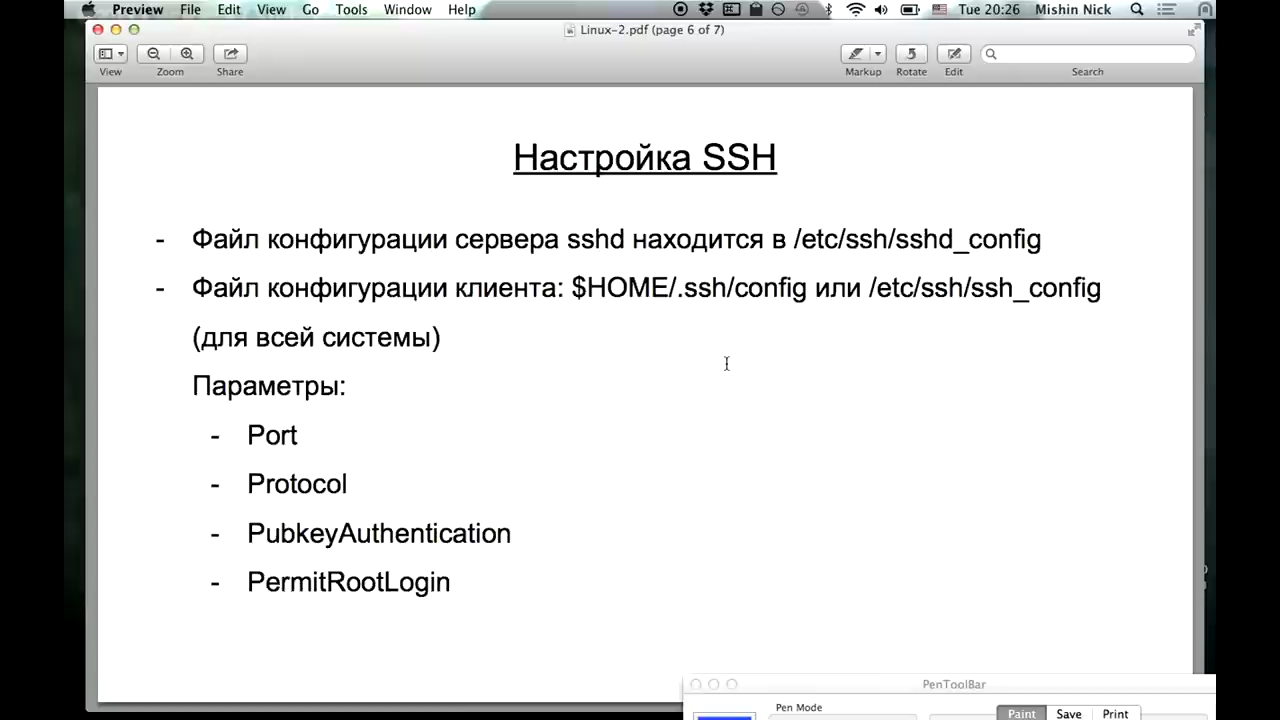 Preview File Edit View Go Tools Window Help Tue 20:26 Mishin Nick
Linux-2.pdf (page 6 of 7)
View Zoom Share Markup Rotate Edit Search
Настройка SSH
- Файл конфигурации сервера sshd находится в /etc/ssh/sshd_config
- Файл конфигурации клиента: $HOME/.ssh/config или /etc/ssh/ssh_config
(для всей системы)
Параметры:
- Port
- Protocol
- PubkeyAuthentication
- PermitRootLogin
PenToolBar
Pen Mode
Paint Save Print